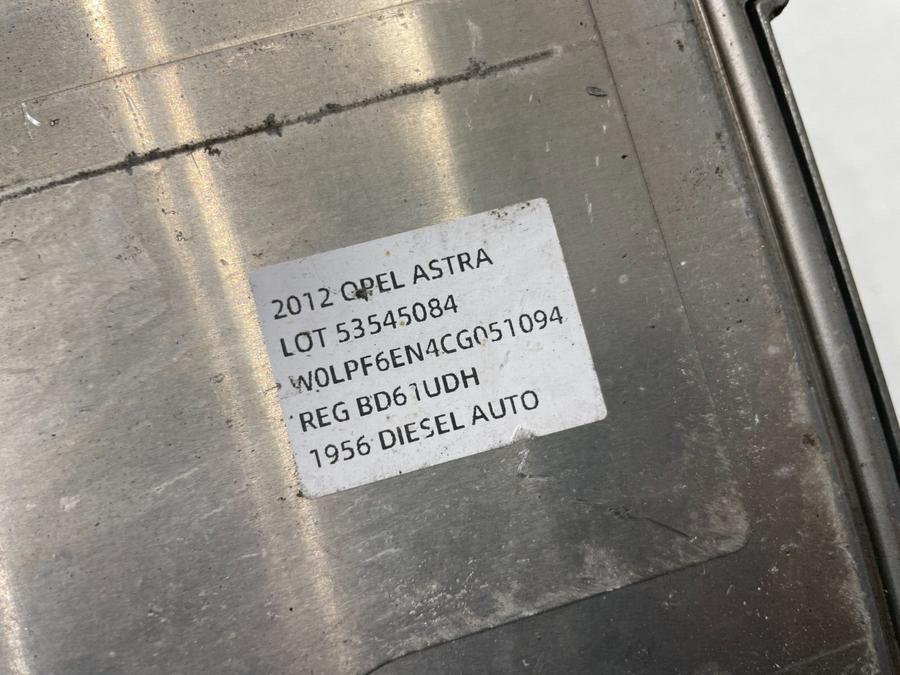 2012 OPEL ASTRA
LOT 53545084
W0LPF6EN4CG051094
REG BD61UDH
1956 DIESEL AUTO